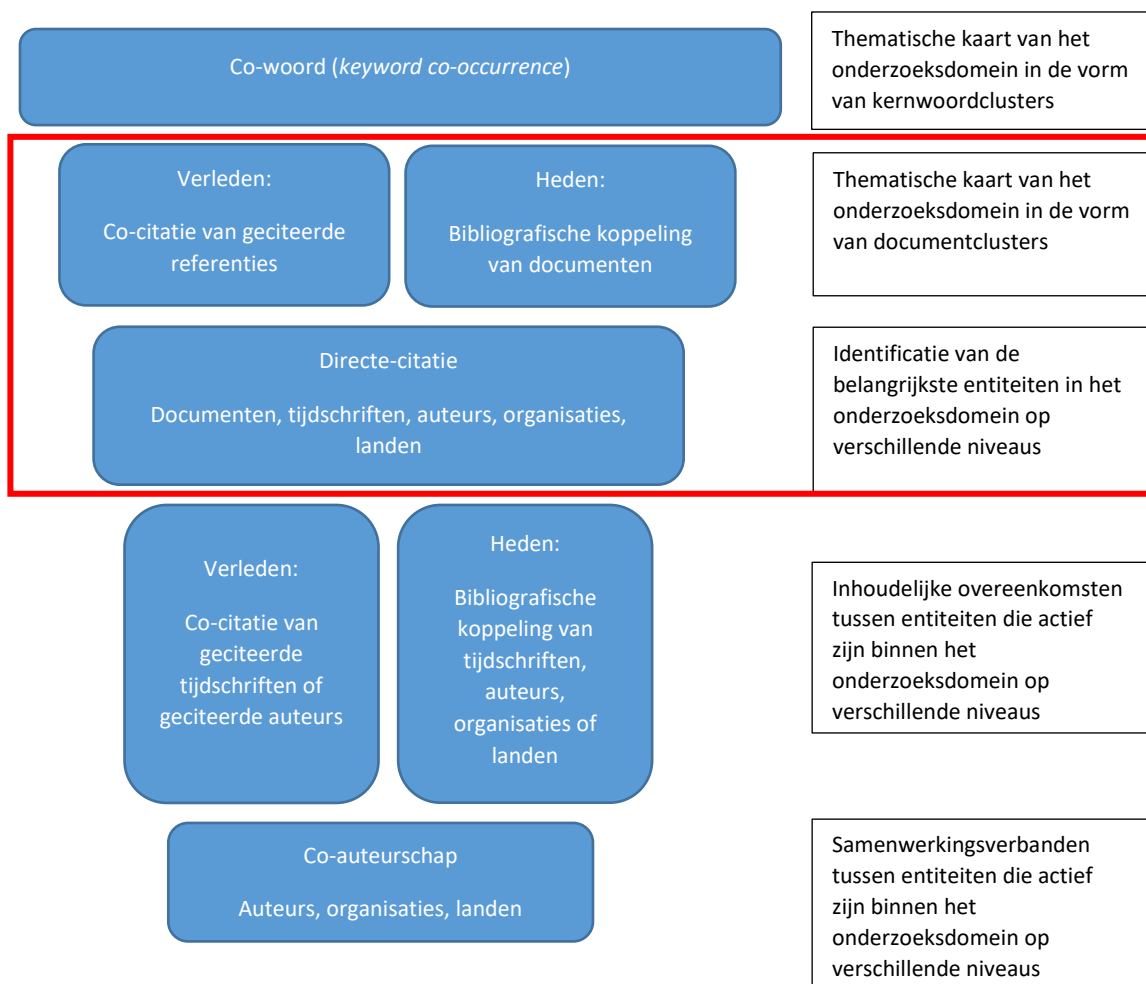 Co-woord (keyword co-occurrence)
Thematische kaart van het
onderzoeksdomein in de vorm
van kernwoordclusters
Verleden:
Co-citatie van geciteerde
referenties
Heden:
Bibliografische koppeling
van documenten
Thematische kaart van het
onderzoeksdomein in de vorm
van documentclusters
Directe-citatie
Documenten, tijdschriften, auteurs, organisaties,
landen
Identificatie van de
belangrijkste entiteiten in het
onderzoeksdomein op
verschillende niveaus
Verleden:
Co-citatie van
geciteerde
tijdschriften of
geciteerde auteurs
Heden:
Bibliografische
koppeling van
tijdschriften,
auteurs,
organisaties of
landen
Inhoudelijke overeenkomsten
tussen entiteiten die actief
zijn binnen het
onderzoeksdomein op
verschillende niveaus
Co-auteurschap
Auteurs, organisaties, landen
Samenwerkingsverbanden
tussen entiteiten die actief
zijn binnen het
onderzoeksdomein op
verschillende niveaus